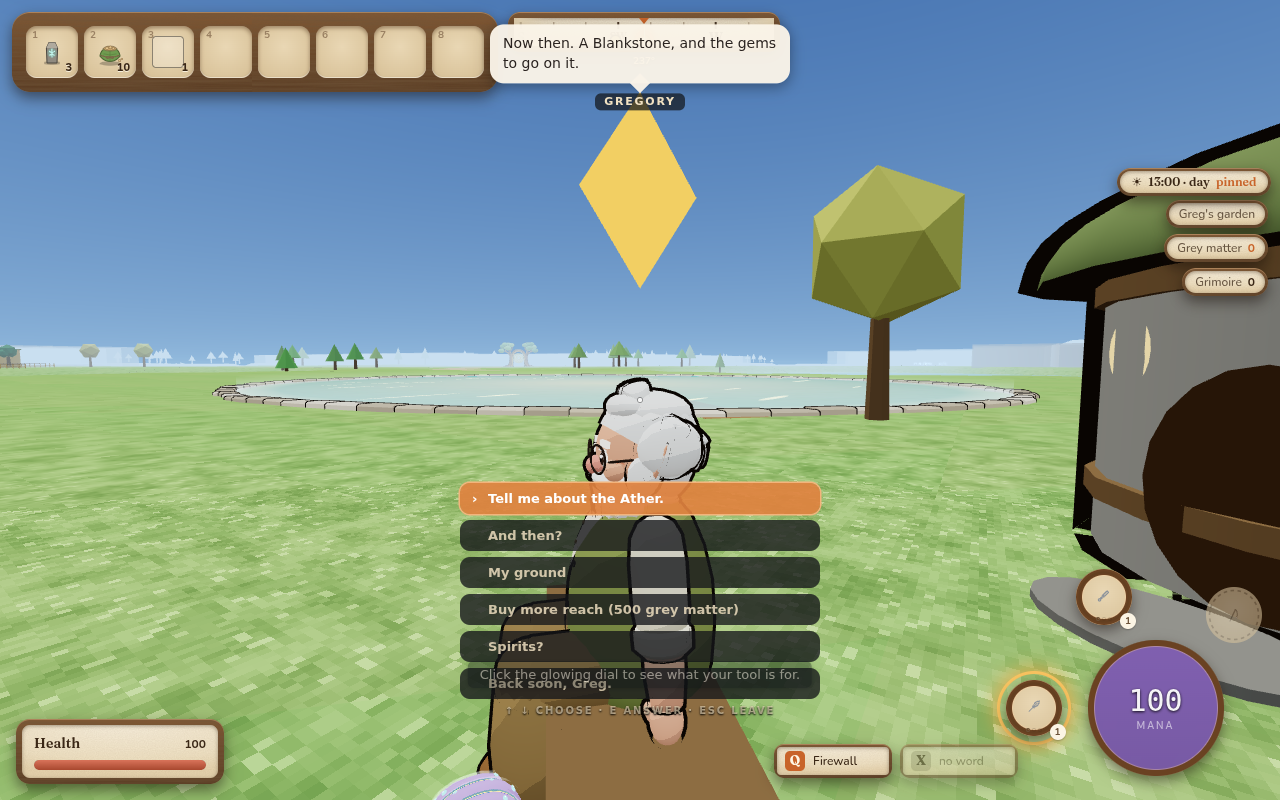 1
2
3
4
5
6
7
8
3
10
1
Now then. A Blankstone, and the gems
to go on it.
GREGORY
13:00 · day pinned
Greg's garden
Grey matter 0
Grimoire 0
› Tell me about the Ather.
And then?
My ground
Buy more reach (500 grey matter)
Spirits?
Click the glowing dial to see what your tool is for.
Back soon, Greg.
↑ ↓ CHOOSE · E ANSWER · ESC LEAVE
1
1
100
MANA
Health 100
Q Firewall
X no word